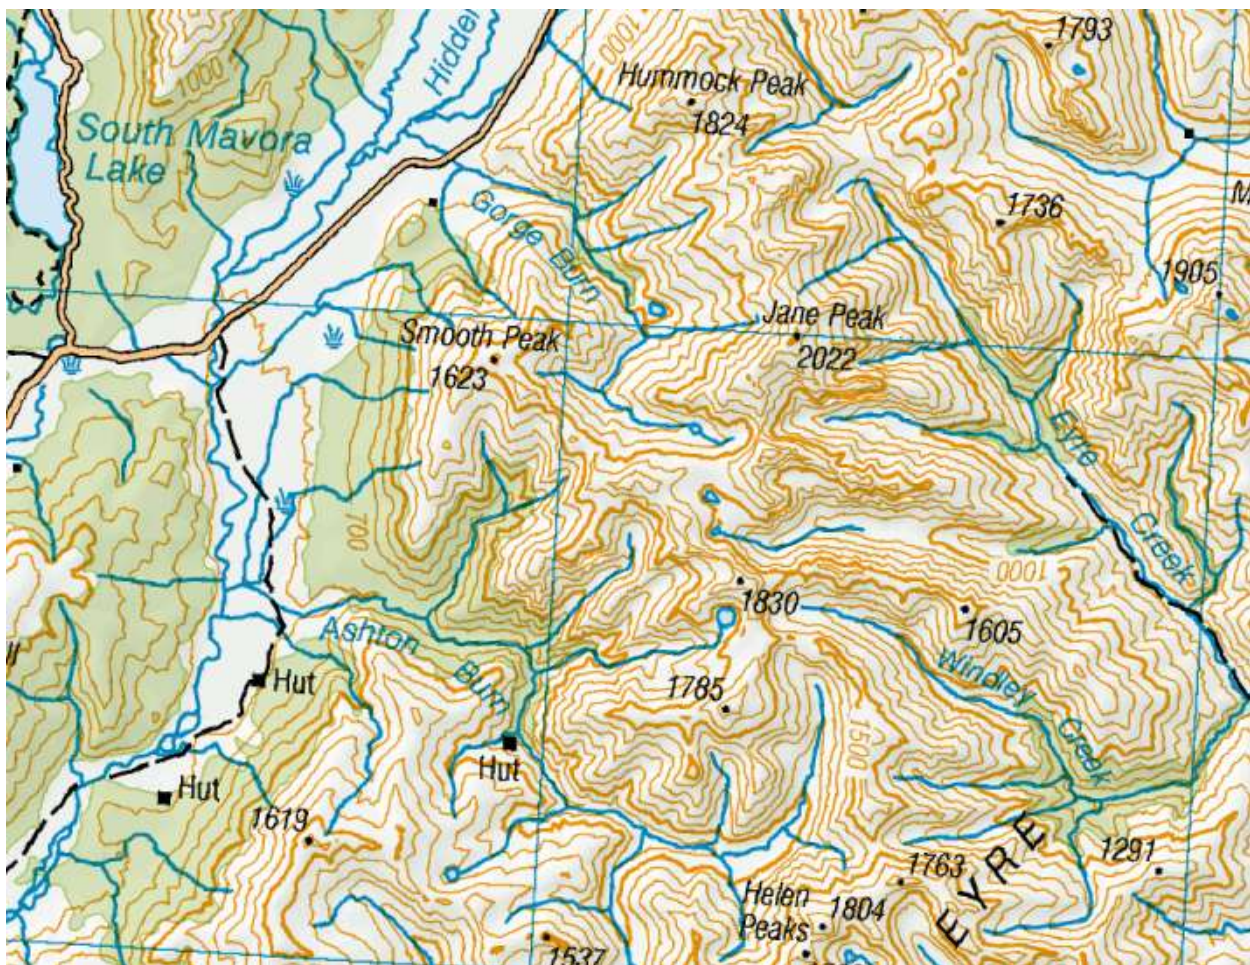 1793
1000
Hidden
Hummock Peak
1824
1000
South Mavora
Lake
1736
Gorge Burn
1905
Jane Peak
2022
Smooth Peak
1623
Eyre
Creek
1000
1830
1605
Ashton
Burn
Windley
Creek
1785
Hut
1500
Hut
Hut
1619
1763
EYRE
1291
Helen
Peaks
1804
1537